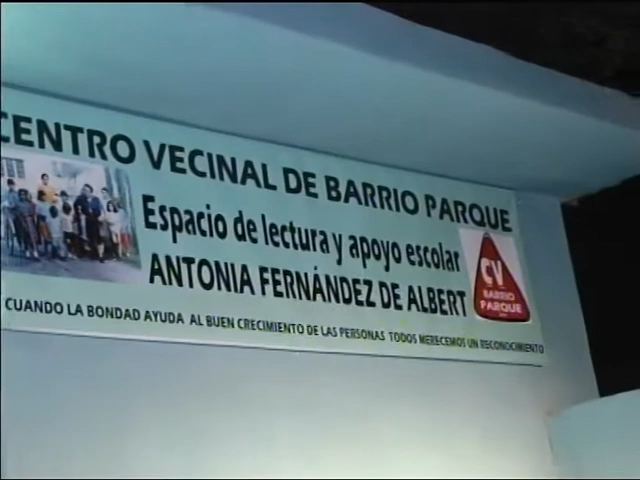 CENTRO VECINAL DE BARRIO PARQUE
Espacio de lectura y apoyo escolar
ANTONIA FERNÁNDEZ DE ALBERT
CV
BARRIO
PARQUE
CUANDO LA BONDAD AYUDA AL BUEN CRECIMIENTO DE LAS PERSONAS TODOS MERECEMOS UN RECONOCIMIENTO